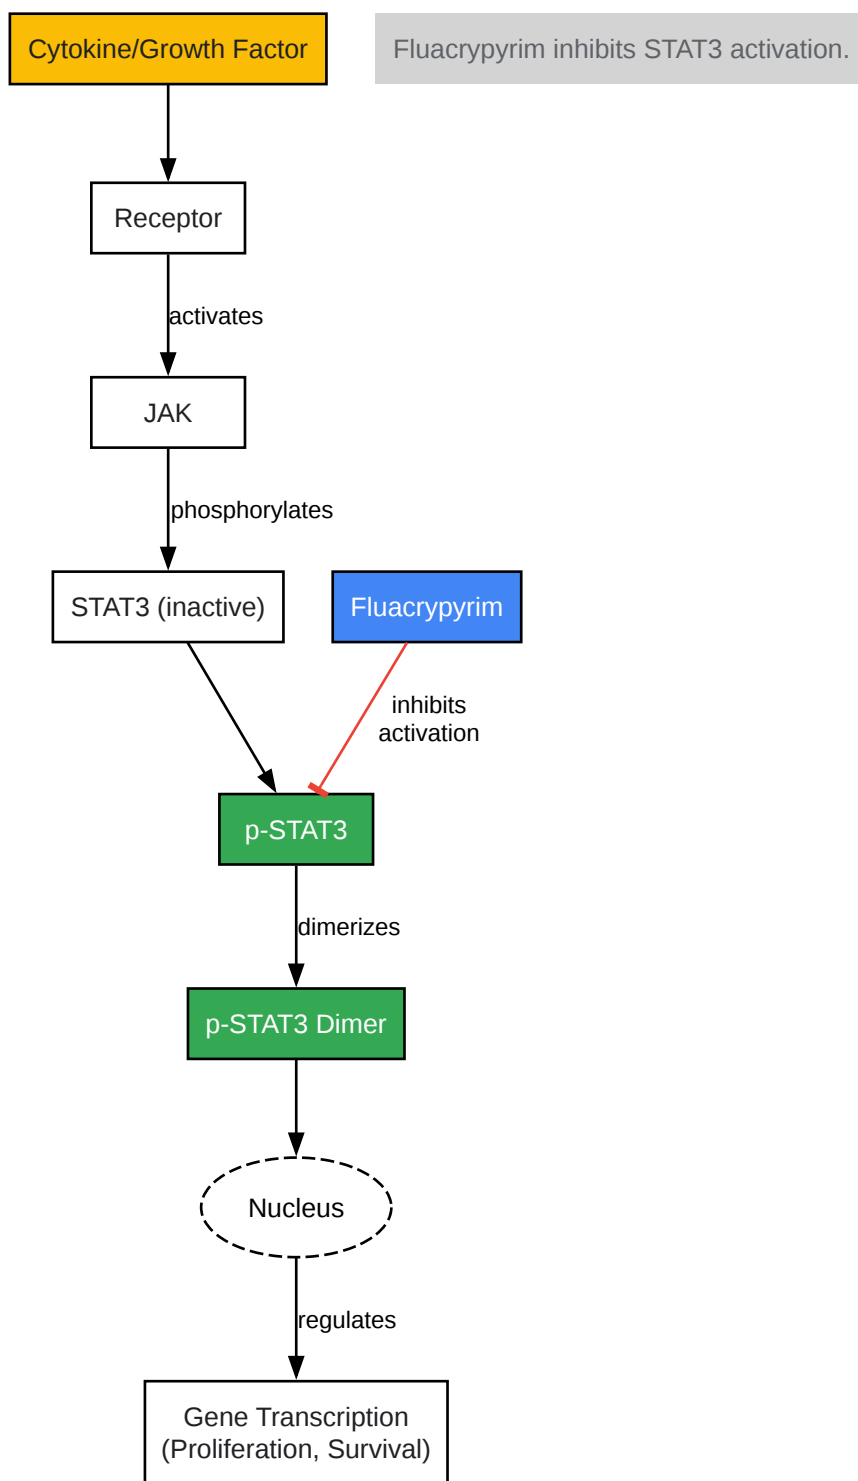 Cytokine/Growth Factor
Fluacrypyrim inhibits STAT3 activation.
Receptor
activates
JAK
phosphorylates
STAT3 (inactive)
Fluacrypyrim
inhibits
activation
p-STAT3
dimerizes
p-STAT3 Dimer
Nucleus
regulates
Gene Transcription
(Proliferation, Survival)